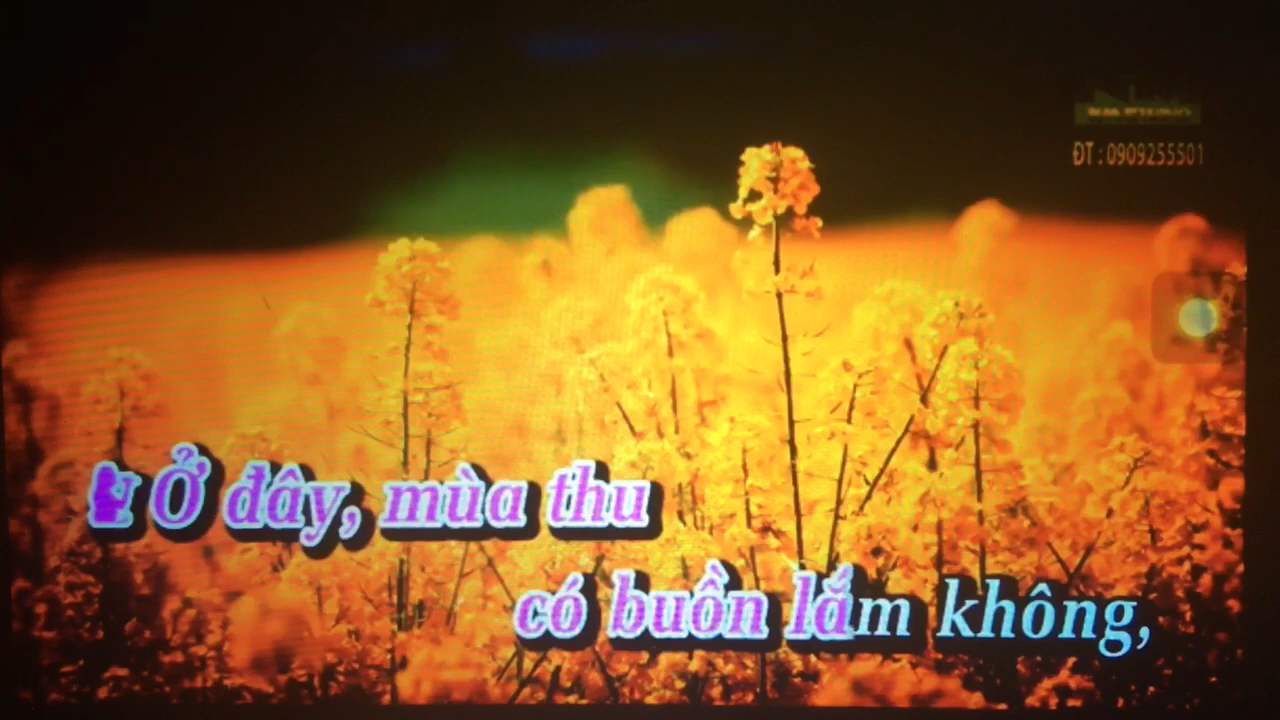 ĐT : 0909255501
Ở đây, mùa thu
có buồn lắm không,